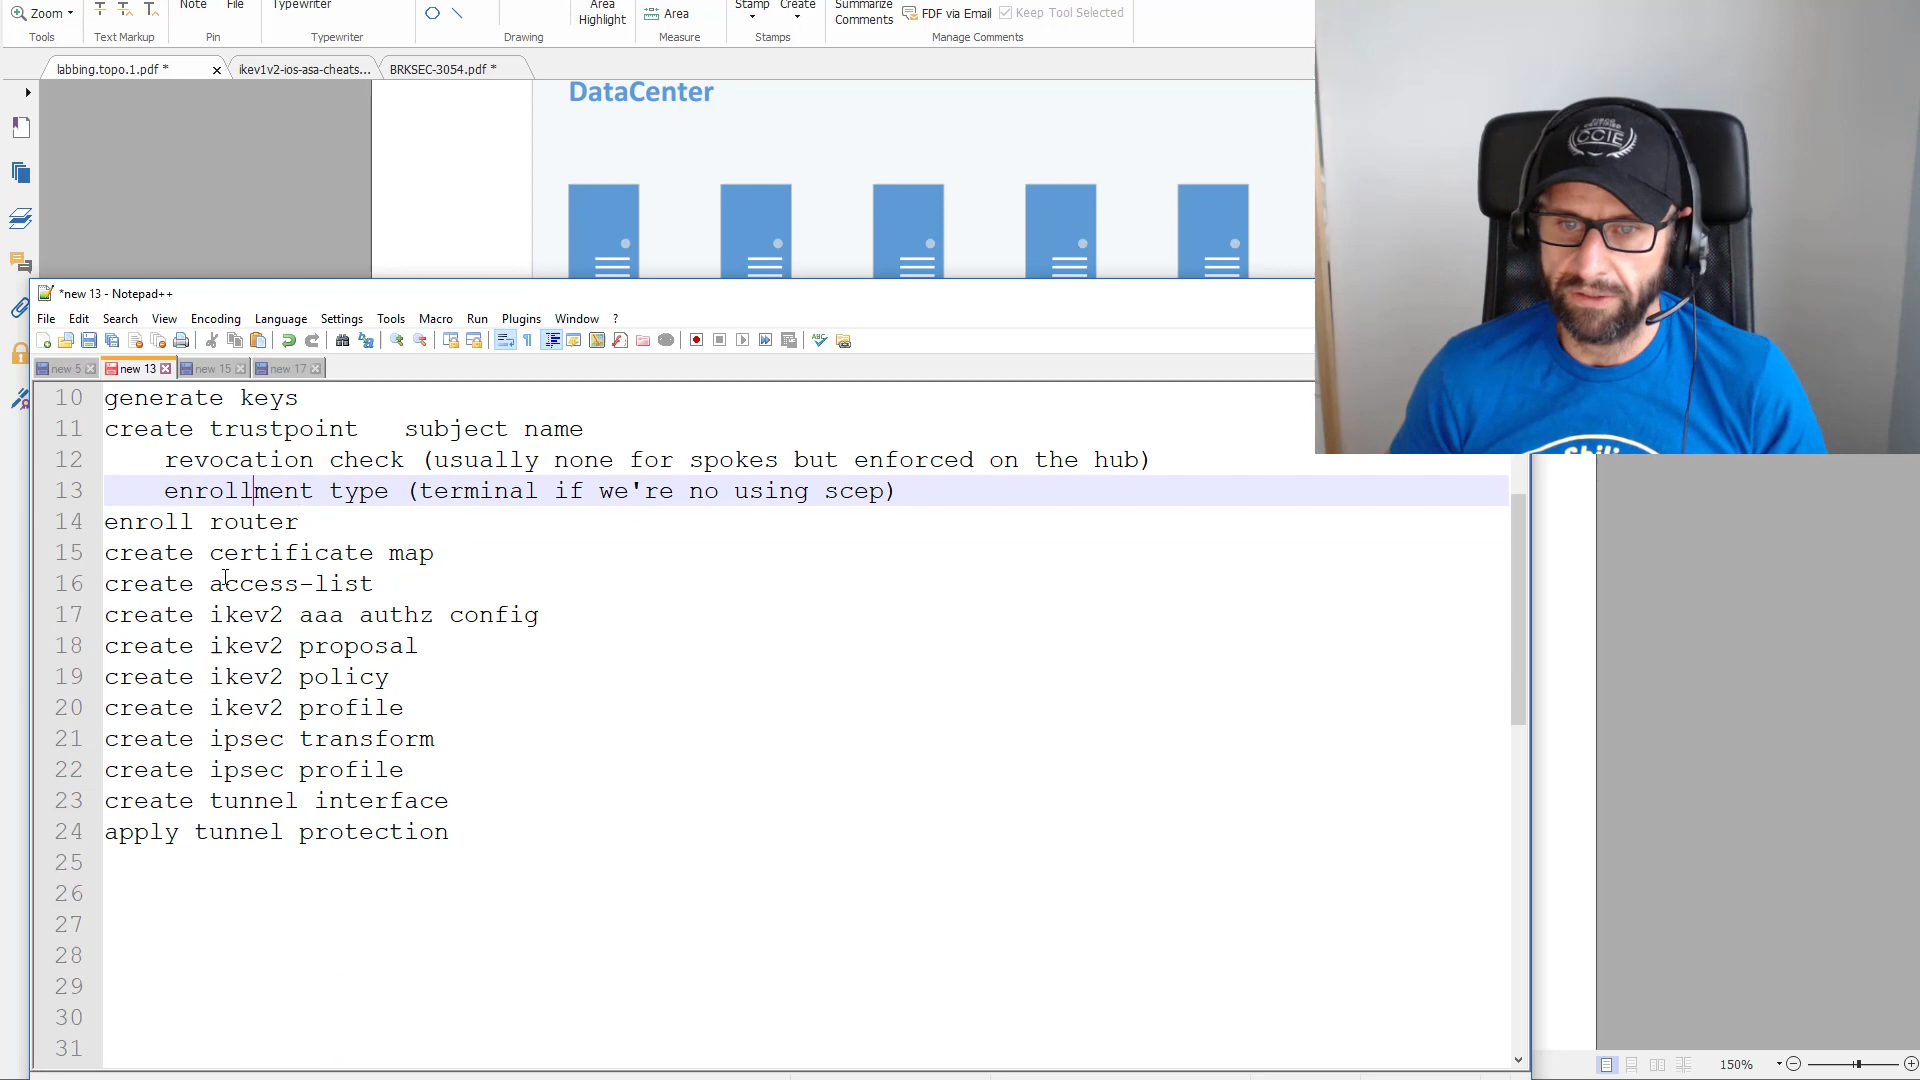 Zoom
Note
File
Typewriter
Area
Highlight
Area
Stamp
Create
Summarize
Comments
FDF via Email
Keep Tool Selected
Tools
Text Markup
Pin
Typewriter
Drawing
Measure
Stamps
Manage Comments
labbing.topo.1.pdf *
ikev1v2-ios-asa-cheats...
BRKSEC-3054.pdf *
DataCenter
CCIE
*new 13 - Notepad++
File Edit Search View Encoding Language Settings Tools Macro Run Plugins Window ?
new 5
new 13
new 15
new 17
10 generate keys
11 create trustpoint   subject name
12     revocation check (usually none for spokes but enforced on the hub)
13     enrollment type (terminal if we're no using scep)
14 enroll router
15 create certificate map
16 create access-list
17 create ikev2 aaa authz config
18 create ikev2 proposal
19 create ikev2 policy
20 create ikev2 profile
21 create ipsec transform
22 create ipsec profile
23 create tunnel interface
24 apply tunnel protection
25
26
27
28
29
30
31
150%